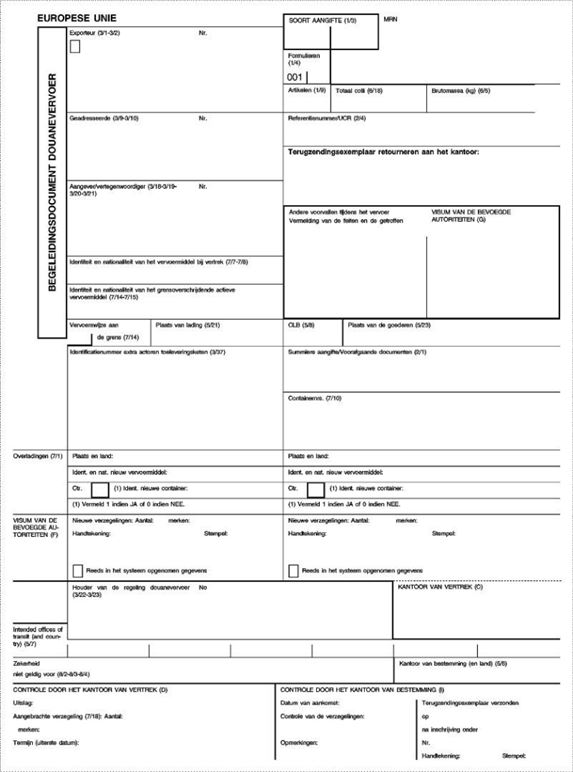 EUROPESE UNIE
BEGELEIDINGSDOCUMENT DOUANEVERVOER
Exporteur (3/1-3/2) Nr.
SOORT AANGIFTE (1/3)
MRN
Formulieren
(1/4)
001
Artikelen (1/9) Totaal colli (6/18) Brutomassa (kg) (6/5)
Geadresseerde (3/9-3/10) Nr.
Referentienummer/UCR (2/4)
Terugzendingsexemplaar retourneren aan het kantoor:
Aangever/vertegenwoordiger (3/18-3/19-
3/20-3/21) Nr.
Andere voorvallen tijdens het vervoer
Vermelding van de feiten en de getroffen
VISUM VAN DE BEVOEGDE
AUTORITEITEN (G)
Identiteit en nationaliteit van het vervoermiddel bij vertrek (7/7-7/8)
Identiteit en nationaliteit van het grensoverschrijdende actieve
vervoermiddel (7/14-7/15)
Vervoerswijze aan
de grens (7/14)
Plaats van lading (5/21)
CLB (5/8) Plaats van de goederen (5/23)
Identificatienummer extra actoren toeleveringsketen (3/37)
Summiere aangifte/Voorafgaande documenten (2/1)
Containernrs. (7/10)
Overladingen (7/1)
Plaats en land:
Ident. en nat. nieuw vervoermiddel:
Ctr. (1) Ident. nieuwe container:
(1) Vermeld 1 indien JA of 0 indien NEE.
Plaats en land:
Ident. en nat. nieuw vervoermiddel:
Ctr. (1) Ident. nieuwe container:
(1) Vermeld 1 indien JA of 0 indien NEE.
VISUM VAN DE
BEVOEGDE AU-
TORITEITEN (F)
Nieuwe verzegelingen: Aantal: merken:
Handtekening: Stempel:
Reeds in het systeem opgenomen gegevens
Nieuwe verzegelingen: Aantal: merken:
Handtekening: Stempel:
Reeds in het systeem opgenomen gegevens
Houder van de regeling douanevervoer No
(3/22-3/23)
KANTOOR VAN VERTREK (C)
Intended offices of
transit (and coun-
try) (5/7)
Zekerheid
niet geldig voor (8/2-8/3-8/4)
Kantoor van bestemming (en land) (5/6)
CONTROLE DOOR HET KANTOOR VAN VERTREK (D)
Uitslag:
Aangebrachte verzegeling (7/18): Aantal:
merken:
Termijn (uiterste datum):
CONTROLE DOOR HET KANTOOR VAN BESTEMMING (I)
Datum van aankomst:
Controle van de verzegelingen:
Opmerkingen:
Terugzendingsexemplaar verzonden
op
na inschrijving onder
Nr.
Handtekening: Stempel: